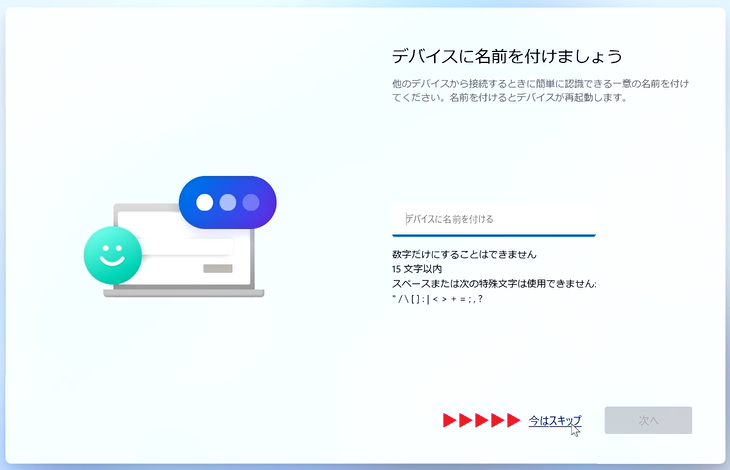 デバイスに名前を付けましょう
他のデバイスから接続するときに簡単に認識できる一意の名前を付け
てください。名前を付けるとデバイスが再起動します。
デバイスに名前を付ける
数字だけにすることはできません
15 文字以内
スペースまたは次の特殊文字は使用できません:
" / \ [ ] : | < > + = ; , ?
今はスキップ
次へ